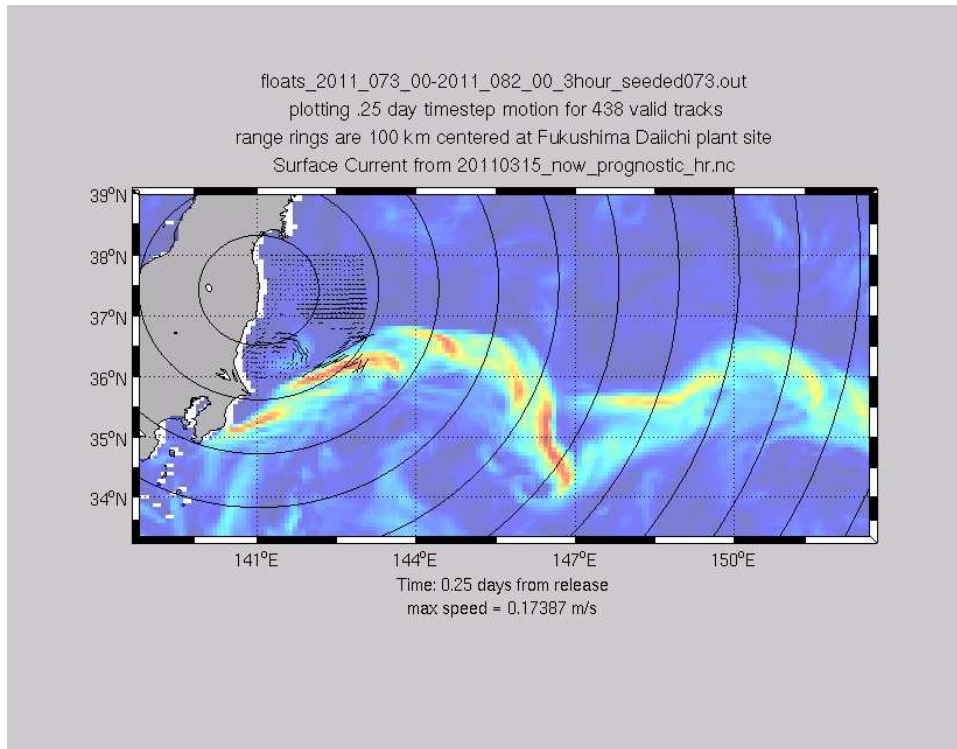 floats_2011_073_00-2011_082_00_3hour_seeded073.out
plotting .25 day timestep motion for 438 valid tracks
range rings are 100 km centered at Fukushima Daiichi plant site
Surface Current from 20110315_now_prognostic_hr.nc
39°N
38°N
37°N
36°N
35°N
34°N
141°E 144°E 147°E 150°E
Time: 0.25 days from release
max speed = 0.17387 m/s